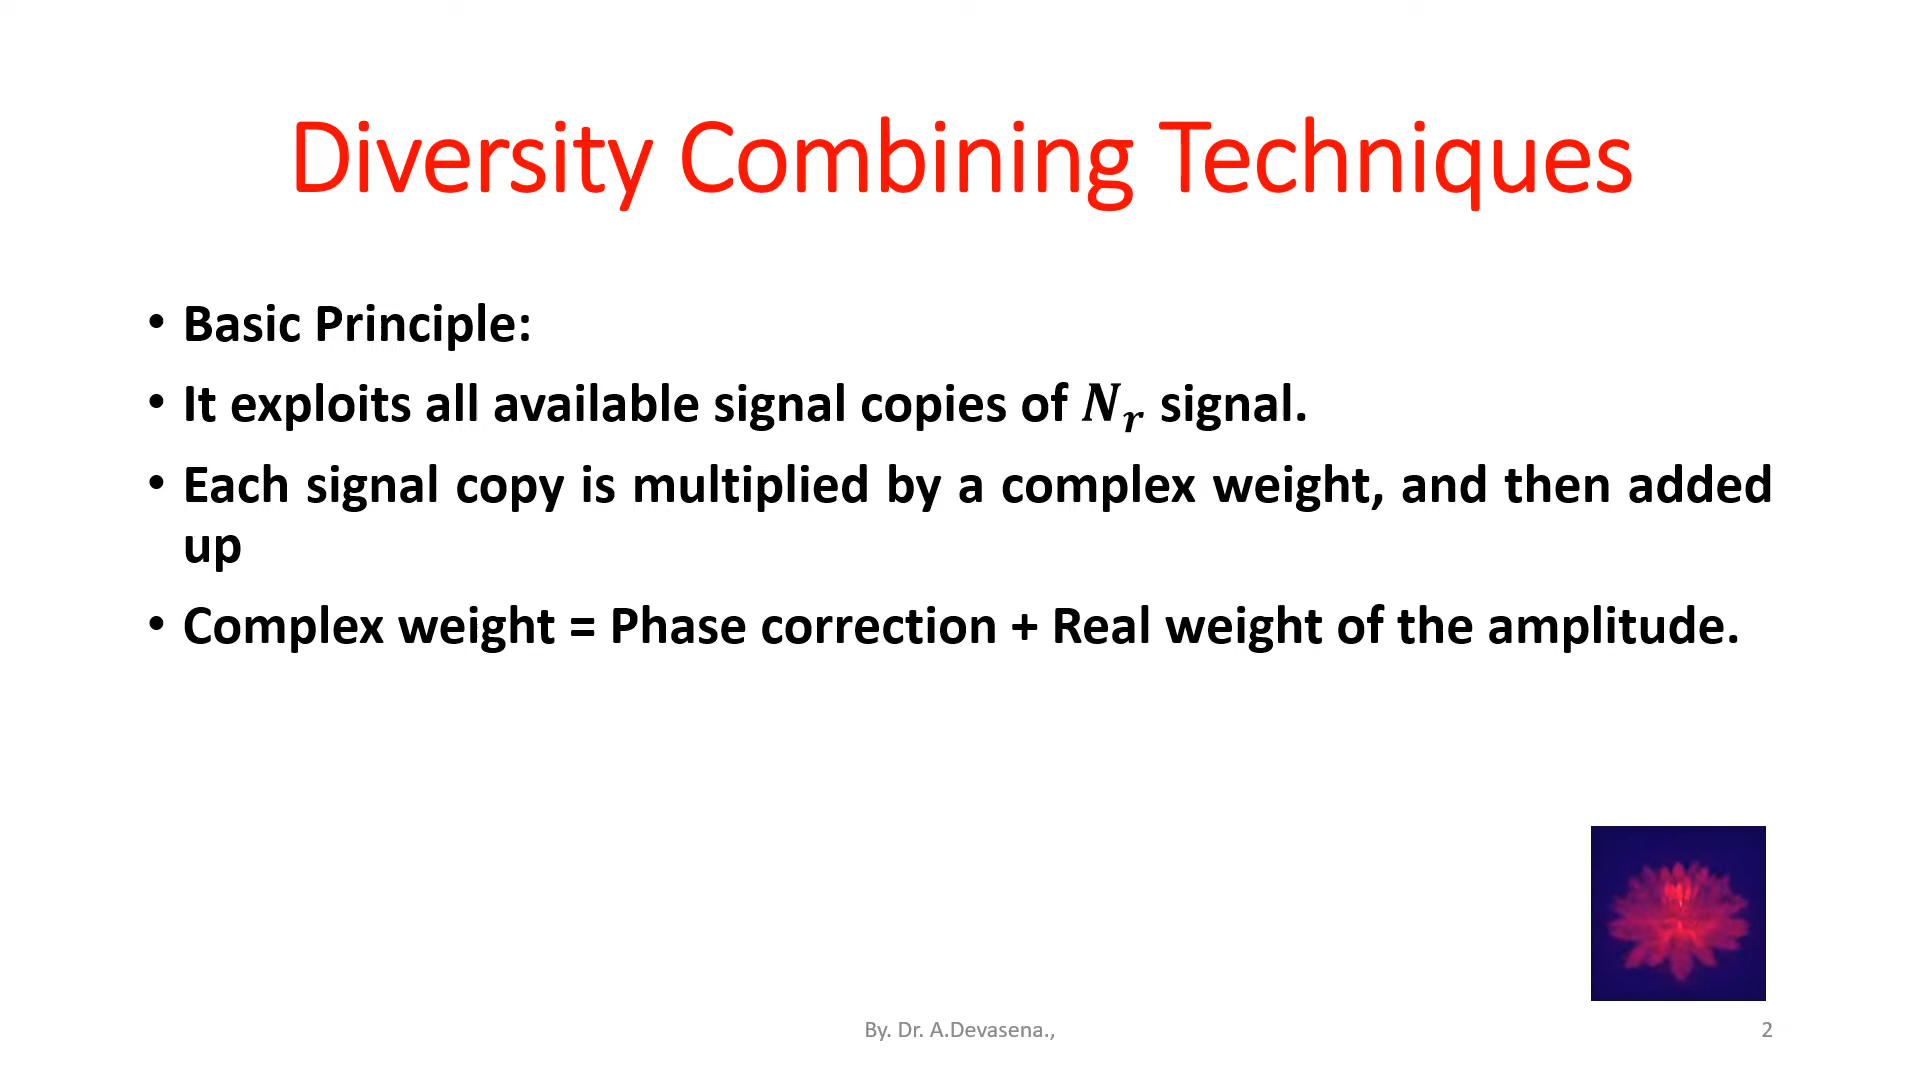 Diversity Combining Techniques
• Basic Principle:
• It exploits all available signal copies of 𝑵𝒓 signal.
• Each signal copy is multiplied by a complex weight, and then added
up
• Complex weight = Phase correction + Real weight of the amplitude.
By. Dr. A.Devasena.,
2